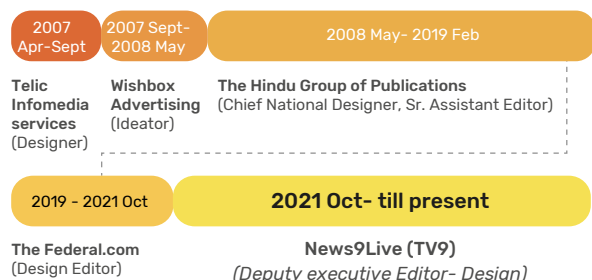 2007
Apr-Sept
2007 Sept-
2008 May
2008 May- 2019 Feb
Telic
Infomedia
services
(Designer)
Wishbox
Advertising
(Ideator)
The Hindu Group of Publications
(Chief National Designer, Sr. Assistant Editor)
2019 - 2021 Oct
2021 Oct- till present
The Federal.com
(Design Editor)
News9Live (TV9)
(Deputy executive Editor- Design)